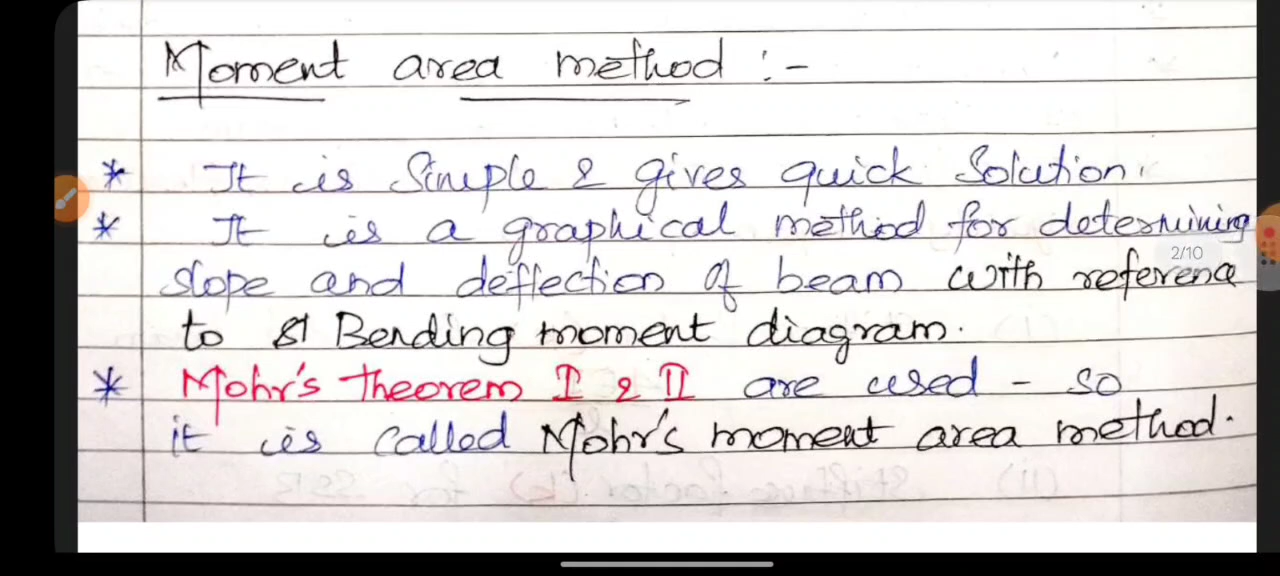 Moment area method :-
* It is Simple & gives quick Solution.
* It is a graphical method for determining
2/10
slope and deflection of beam with reference
to Bending moment diagram.
* Mohr's theorem I & II are used - so
it is called Mohr's moment area method.